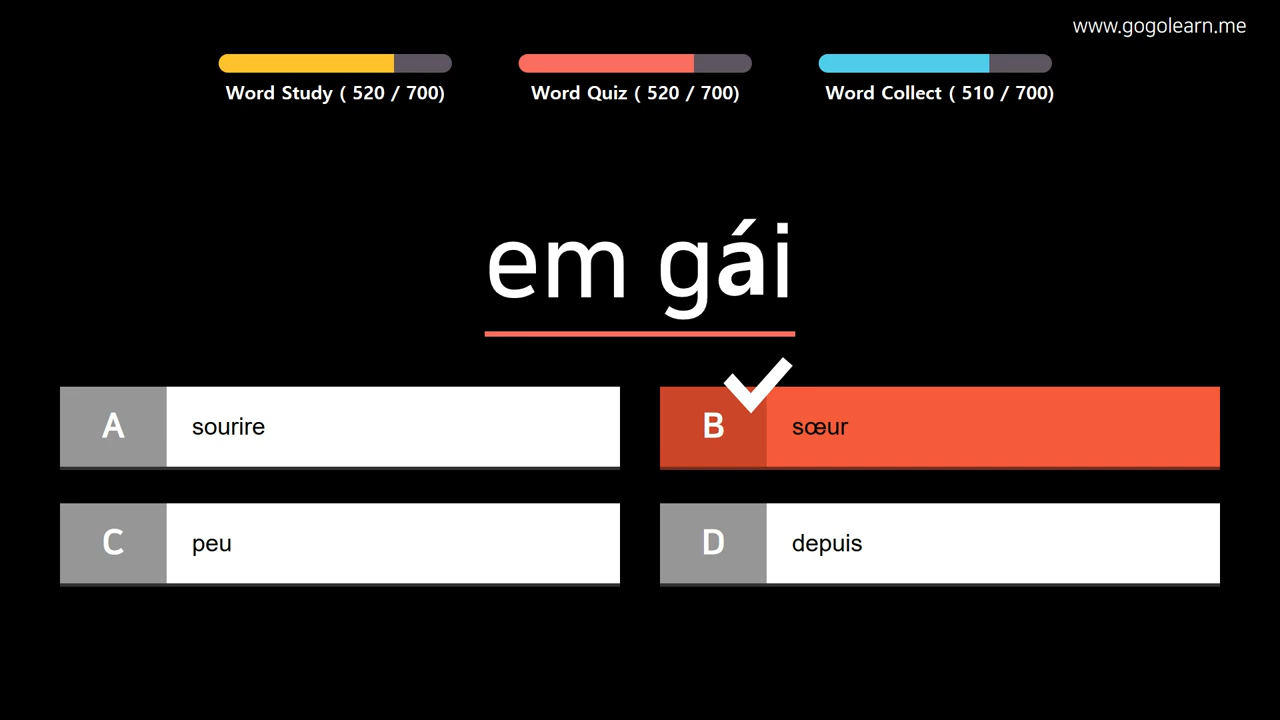 www.gogolearn.me
Word Study ( 520 / 700)
Word Quiz ( 520 / 700)
Word Collect ( 510 / 700)
em gái
A sourire
B sœur
C peu
D depuis